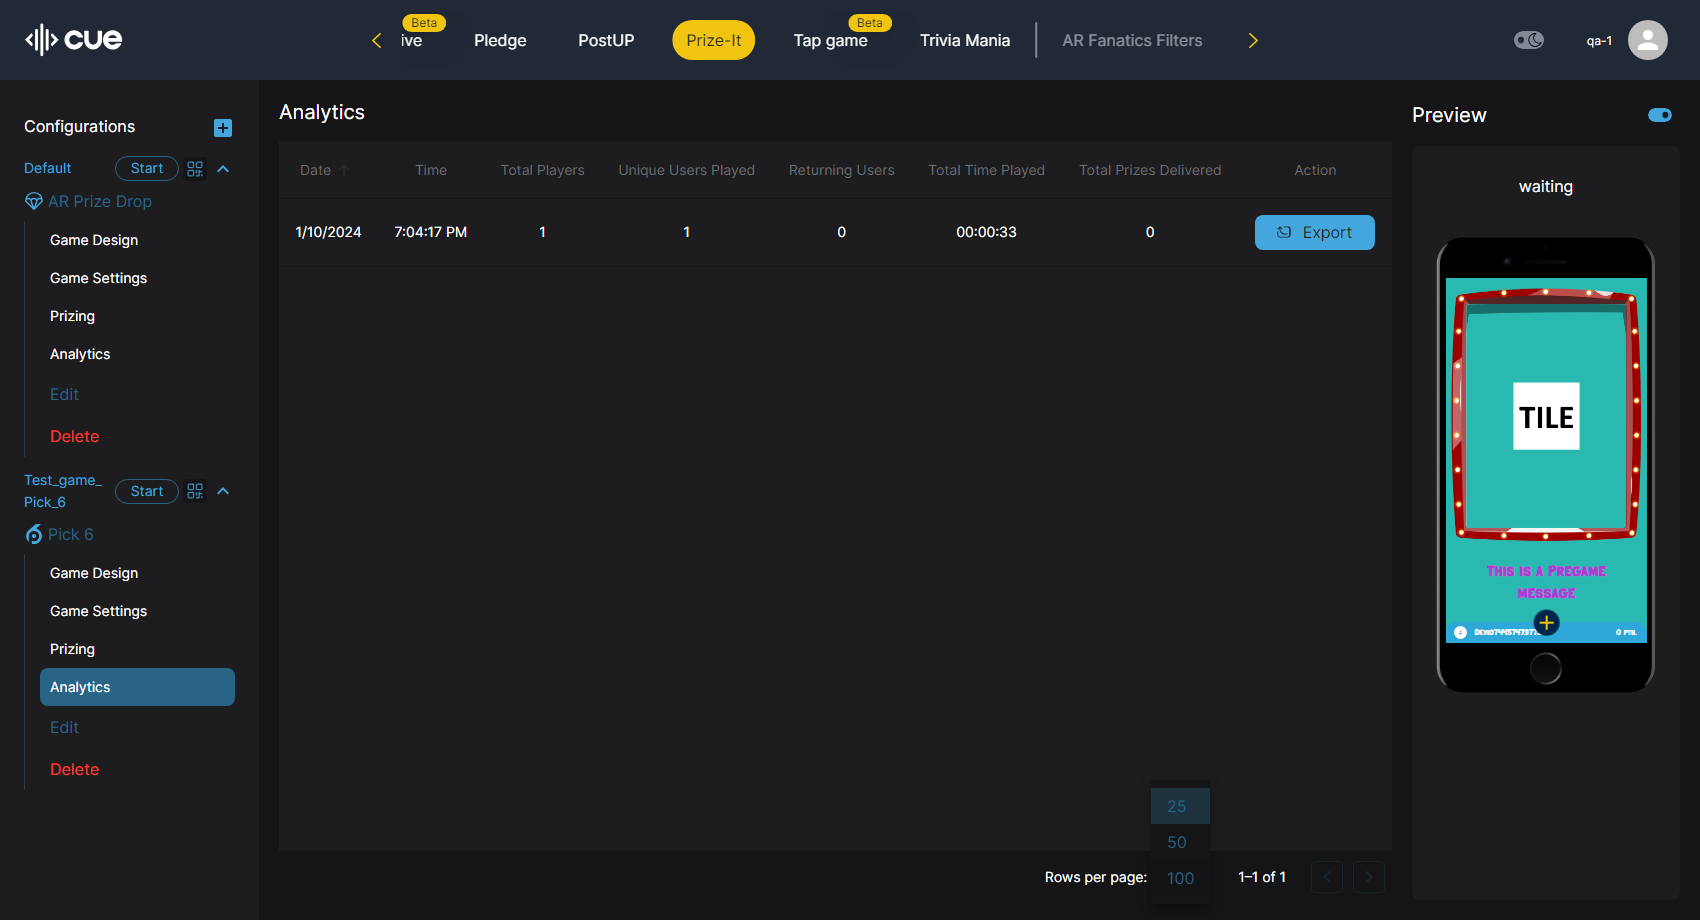 cue
Beta
ive
Pledge
PostUP
Prize-It
Beta
Tap game
Trivia Mania
AR Fanatics Filters
qa-1
Configurations
Default
Start
AR Prize Drop
Game Design
Game Settings
Prizing
Analytics
Edit
Delete
Test_game_
Pick_6
Start
Pick 6
Game Design
Game Settings
Prizing
Analytics
Edit
Delete
Analytics
Date Time Total Players Unique Users Played Returning Users Total Time Played Total Prizes Delivered Action
1/10/2024 7:04:17 PM 1 1 0 00:00:33 0 Export
25
50
Rows per page: 100 1–1 of 1
Preview
waiting
TILE
THIS IS A PREGAME
MESSAGE
0 PTS.